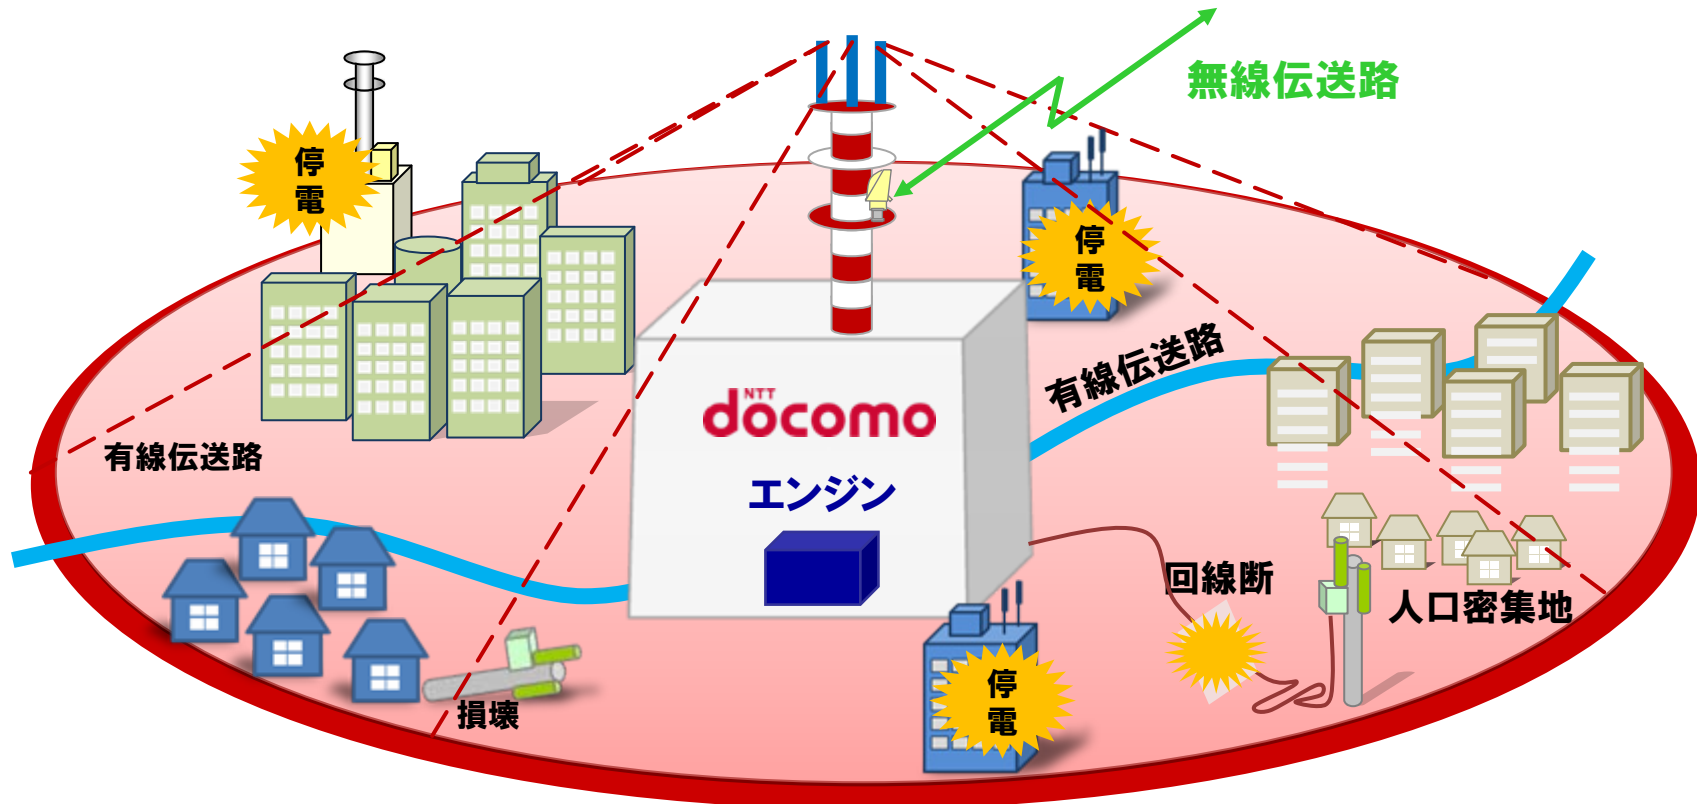 無線伝送路
停
電
停
電
有線伝送路
NTT
docomo
有線伝送路
エンジン
回線断
人口密集地
停
電
損壊